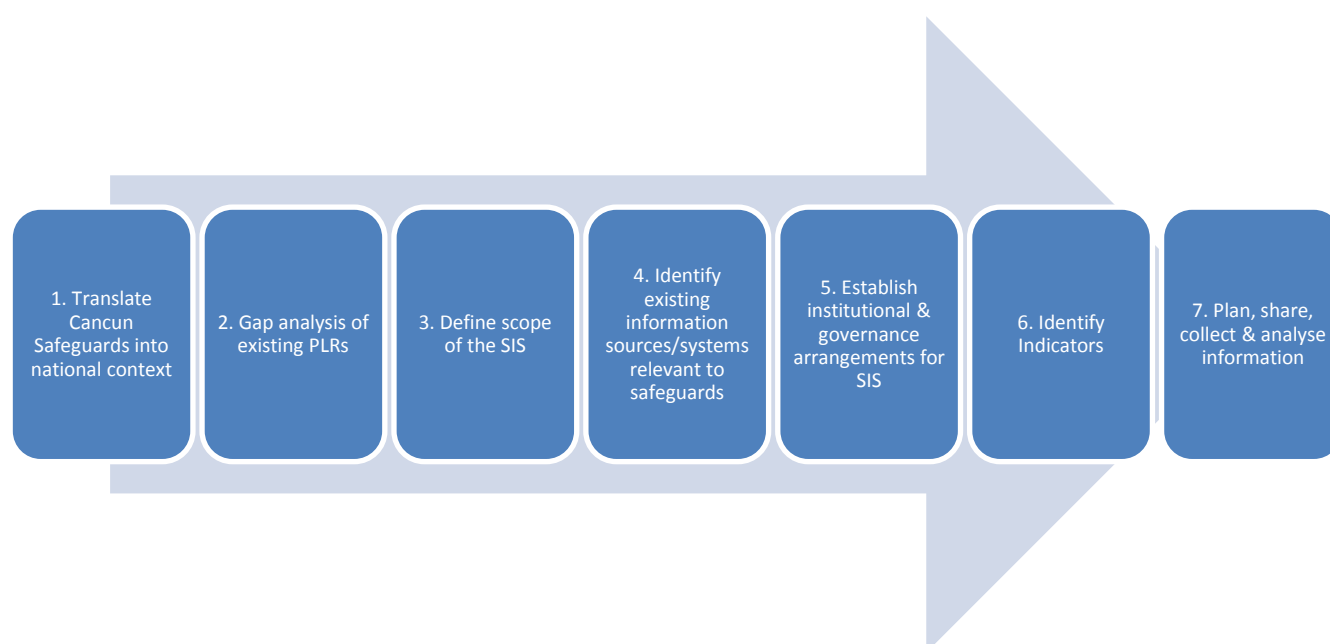 1. Translate
Cancun
Safeguards into
national context
2. Gap analysis of
existing PLRs
3. Define scope
of the SIS
4. Identify
existing
information
sources/systems
relevant to
safeguards
5. Establish
institutional &
governance
arrangements for
SIS
6. Identify
Indicators
7. Plan, share,
collect & analyse
information